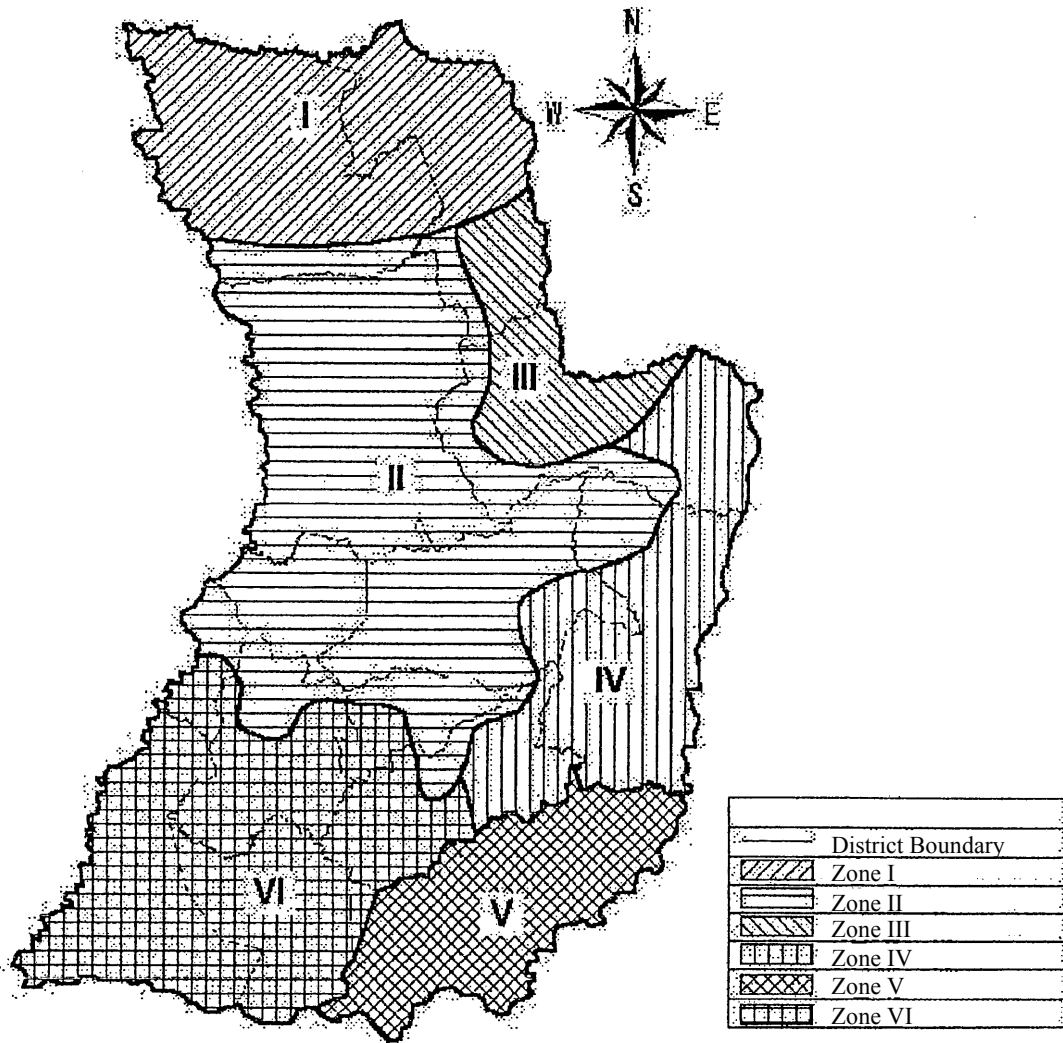 N
I
W E
S
III
II
IV
VI
V
District Boundary
Zone I
Zone II
Zone III
Zone IV
Zone V
Zone VI